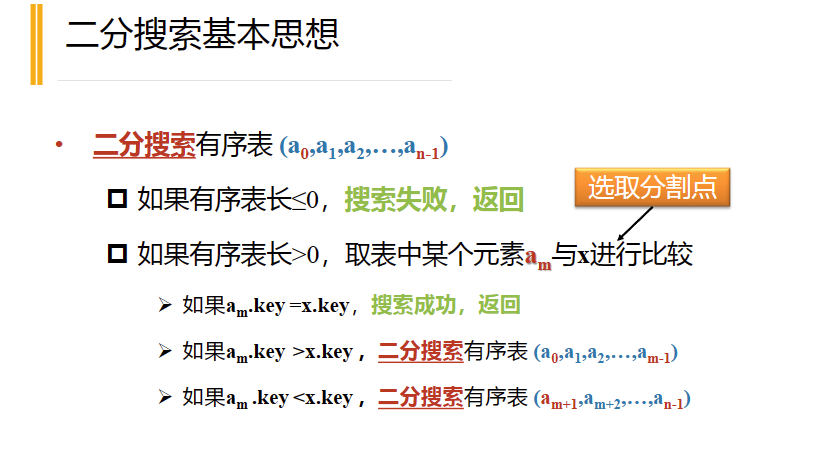 二分搜索基本思想
• 二分搜索有序表 (a0,a1,a2,…,an-1)
如果有序表长≤0，搜索失败，返回
选取分割点
如果有序表长>0，取表中某个元素am与x进行比较
如果am.key =x.key，搜索成功，返回
如果am.key >x.key ，二分搜索有序表 (a0,a1,a2,…,am-1)
如果am .key <x.key ，二分搜索有序表 (am+1,am+2,…,an-1)